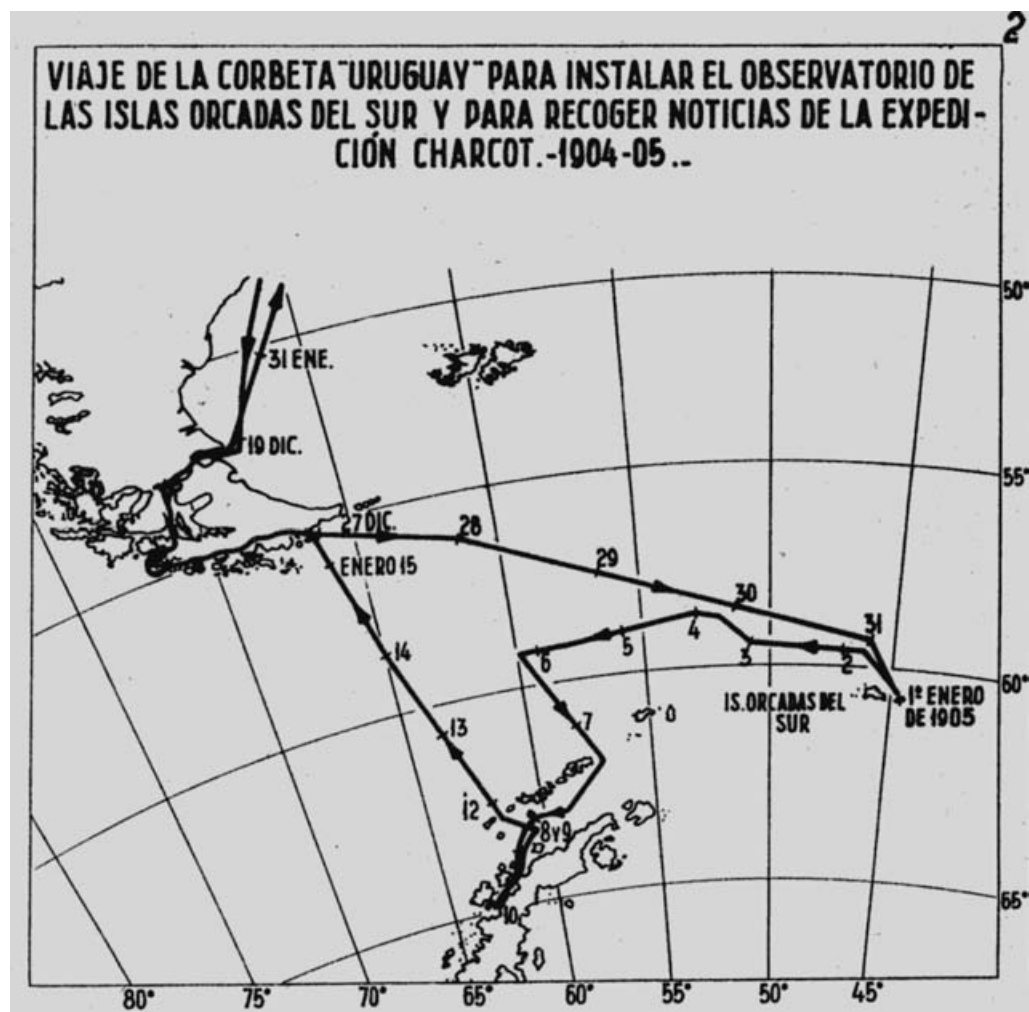 2
VIAJE DE LA CORBETA "URUGUAY" PARA INSTALAR EL OBSERVATORIO DE
LAS ISLAS ORCADAS DEL SUR Y PARA RECOGER NOTICIAS DE LA EXPEDI-
CIÓN CHARCOT.-1904-05..
50°
31 ENE.
19 DIC.
55°
27 DIC.
28
29
ENERO 15
30
31
4
5
3
2
6
14
60°
1º ENERO
DE 1905
IS. ORCADAS DEL
SUR
7
13
12
8 y 9
10
65°
80°
75°
70°
65°
60°
55°
50°
45°